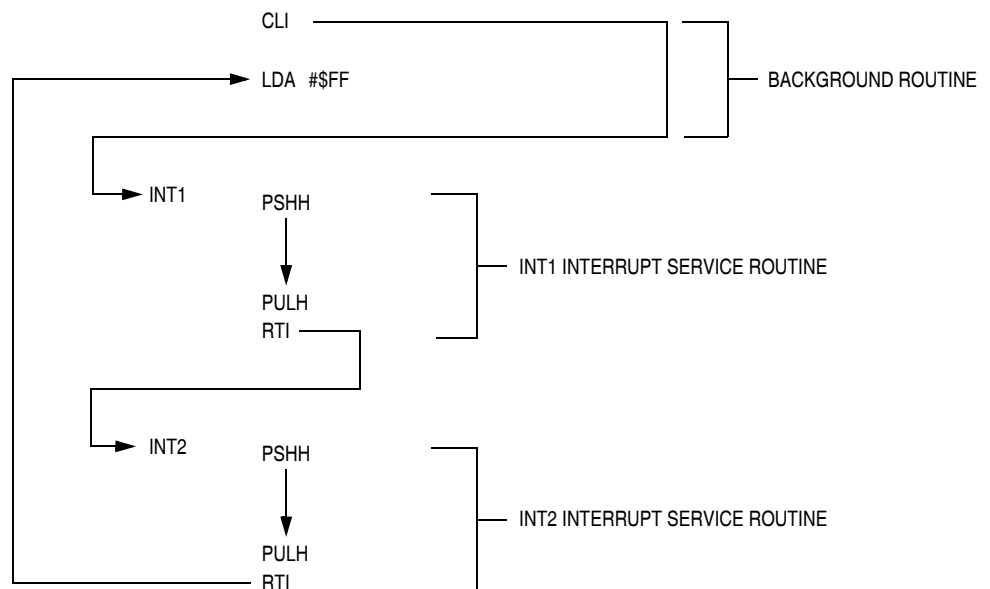 CLI
LDA #$FF
BACKGROUND ROUTINE
INT1
PSHH
INT1 INTERRUPT SERVICE ROUTINE
PULH
RTI
INT2
PSHH
INT2 INTERRUPT SERVICE ROUTINE
PULH
RTI